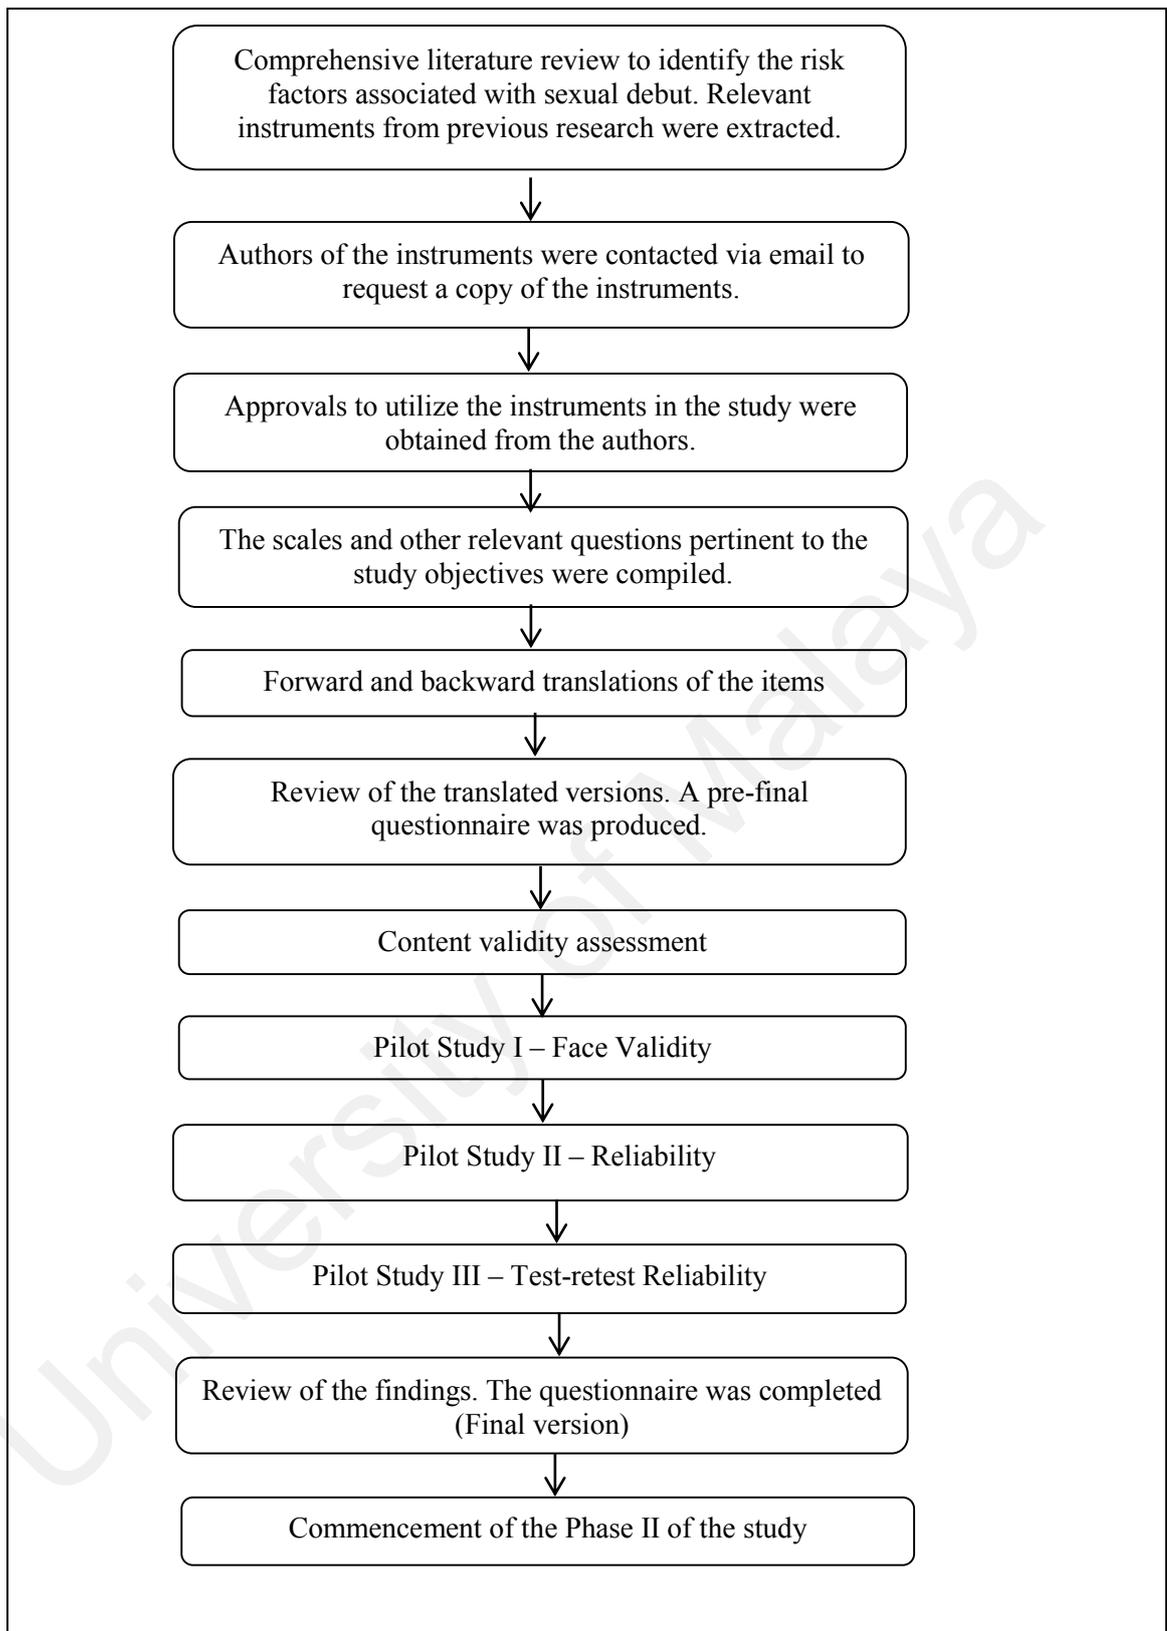 Comprehensive literature review to identify the risk
factors associated with sexual debut. Relevant
instruments from previous research were extracted.
Authors of the instruments were contacted via email to
request a copy of the instruments.
Approvals to utilize the instruments in the study were
obtained from the authors.
The scales and other relevant questions pertinent to the
study objectives were compiled.
Forward and backward translations of the items
Review of the translated versions. A pre-final
questionnaire was produced.
Content validity assessment
Pilot Study I – Face Validity
Pilot Study II – Reliability
Pilot Study III – Test-retest Reliability
Review of the findings. The questionnaire was completed
(Final version)
Commencement of the Phase II of the study
University of Malaya